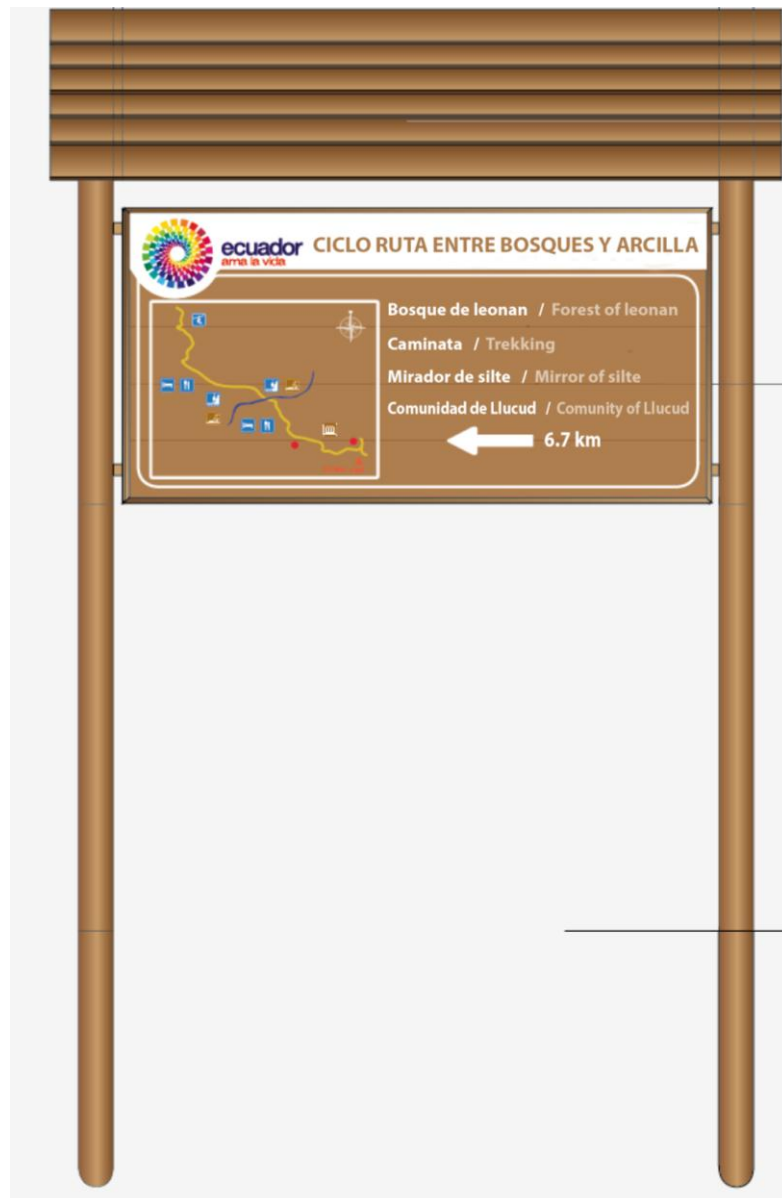 ecuador
ama la vida
CICLO RUTA ENTRE BOSQUES Y ARCILLA
Bosque de leonan / Forest of leonan
Caminata / Trekking
Mirador de silte / Mirror of silte
Comunidad de Llucud / Comunity of Llucud
6.7 km